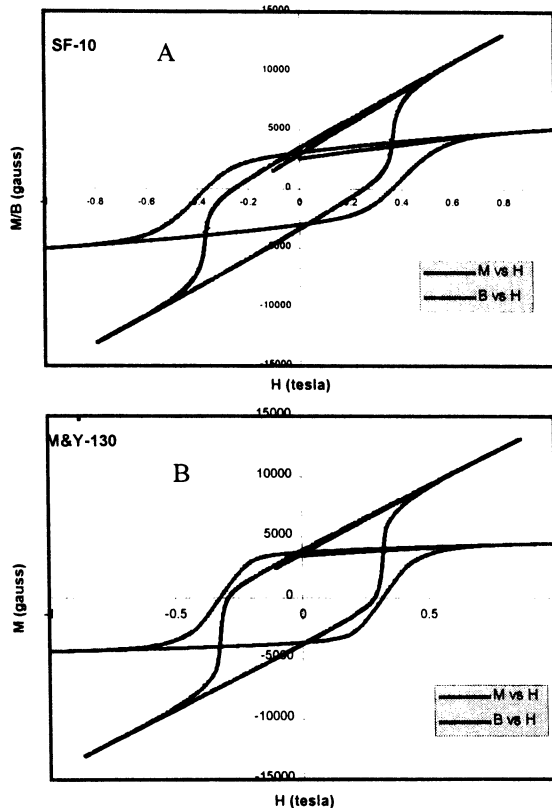 15000
SF-10
A
10000
5000
0
-0.8
-0.6
-0.4
-0.2
0
0.2
0.4
0.6
0.8
-5000
-10000
-15000
M/B (gauss)
M vs H
B vs H
H (tesla)
15000
M&Y-130
B
10000
5000
0
-1
-0.5
0
0.5
-5000
-10000
-15000
M (gauss)
M vs H
B vs H
H (tesla)